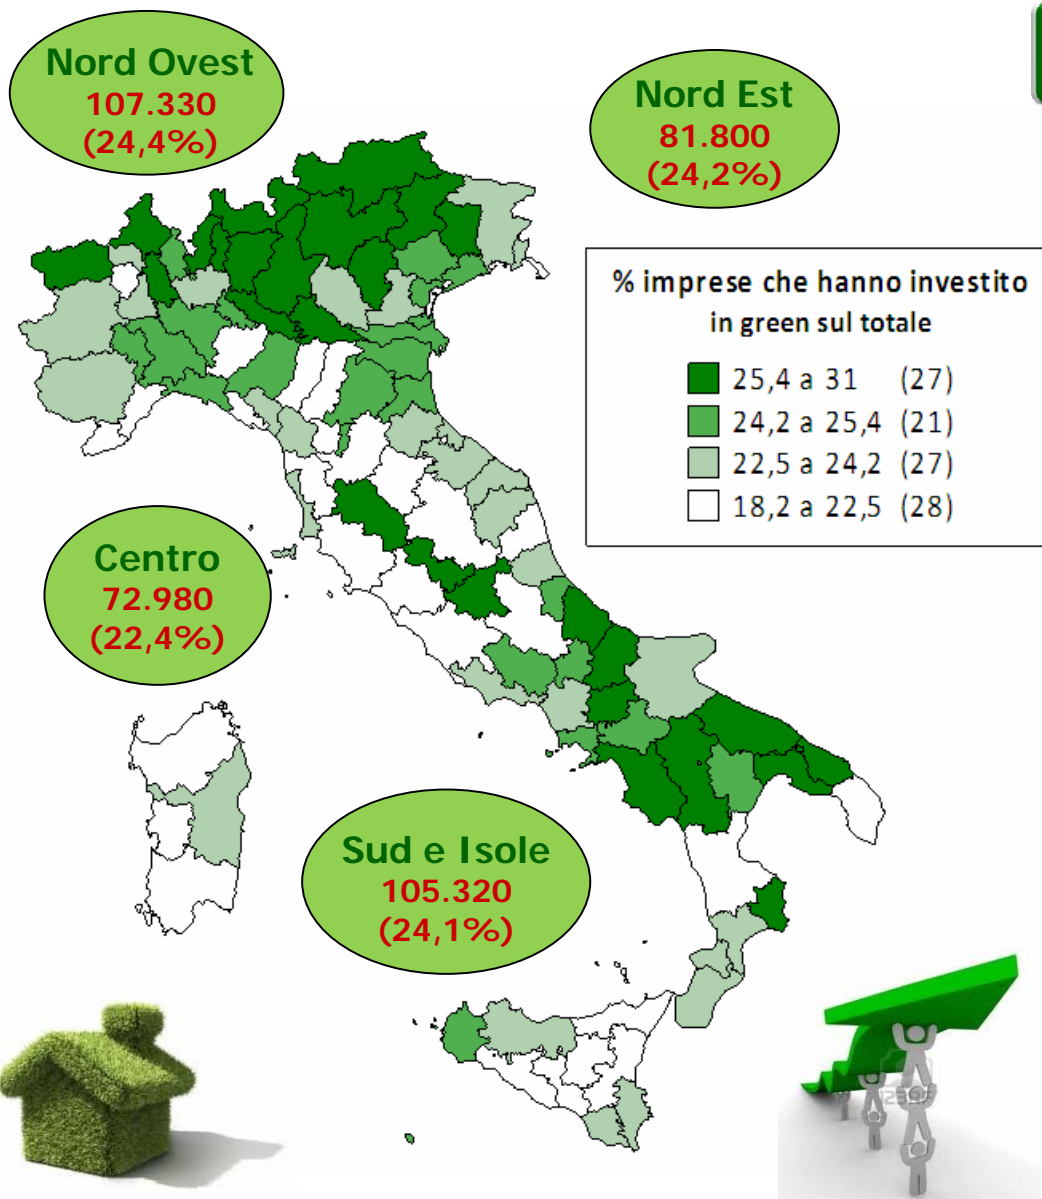 Nord Ovest
107.330
(24,4%)
Nord Est
81.800
(24,2%)
% imprese che hanno investito
in green sul totale
25,4 a 31 (27)
24,2 a 25,4 (21)
22,5 a 24,2 (27)
18,2 a 22,5 (28)
Centro
72.980
(22,4%)
Sud e Isole
105.320
(24,1%)